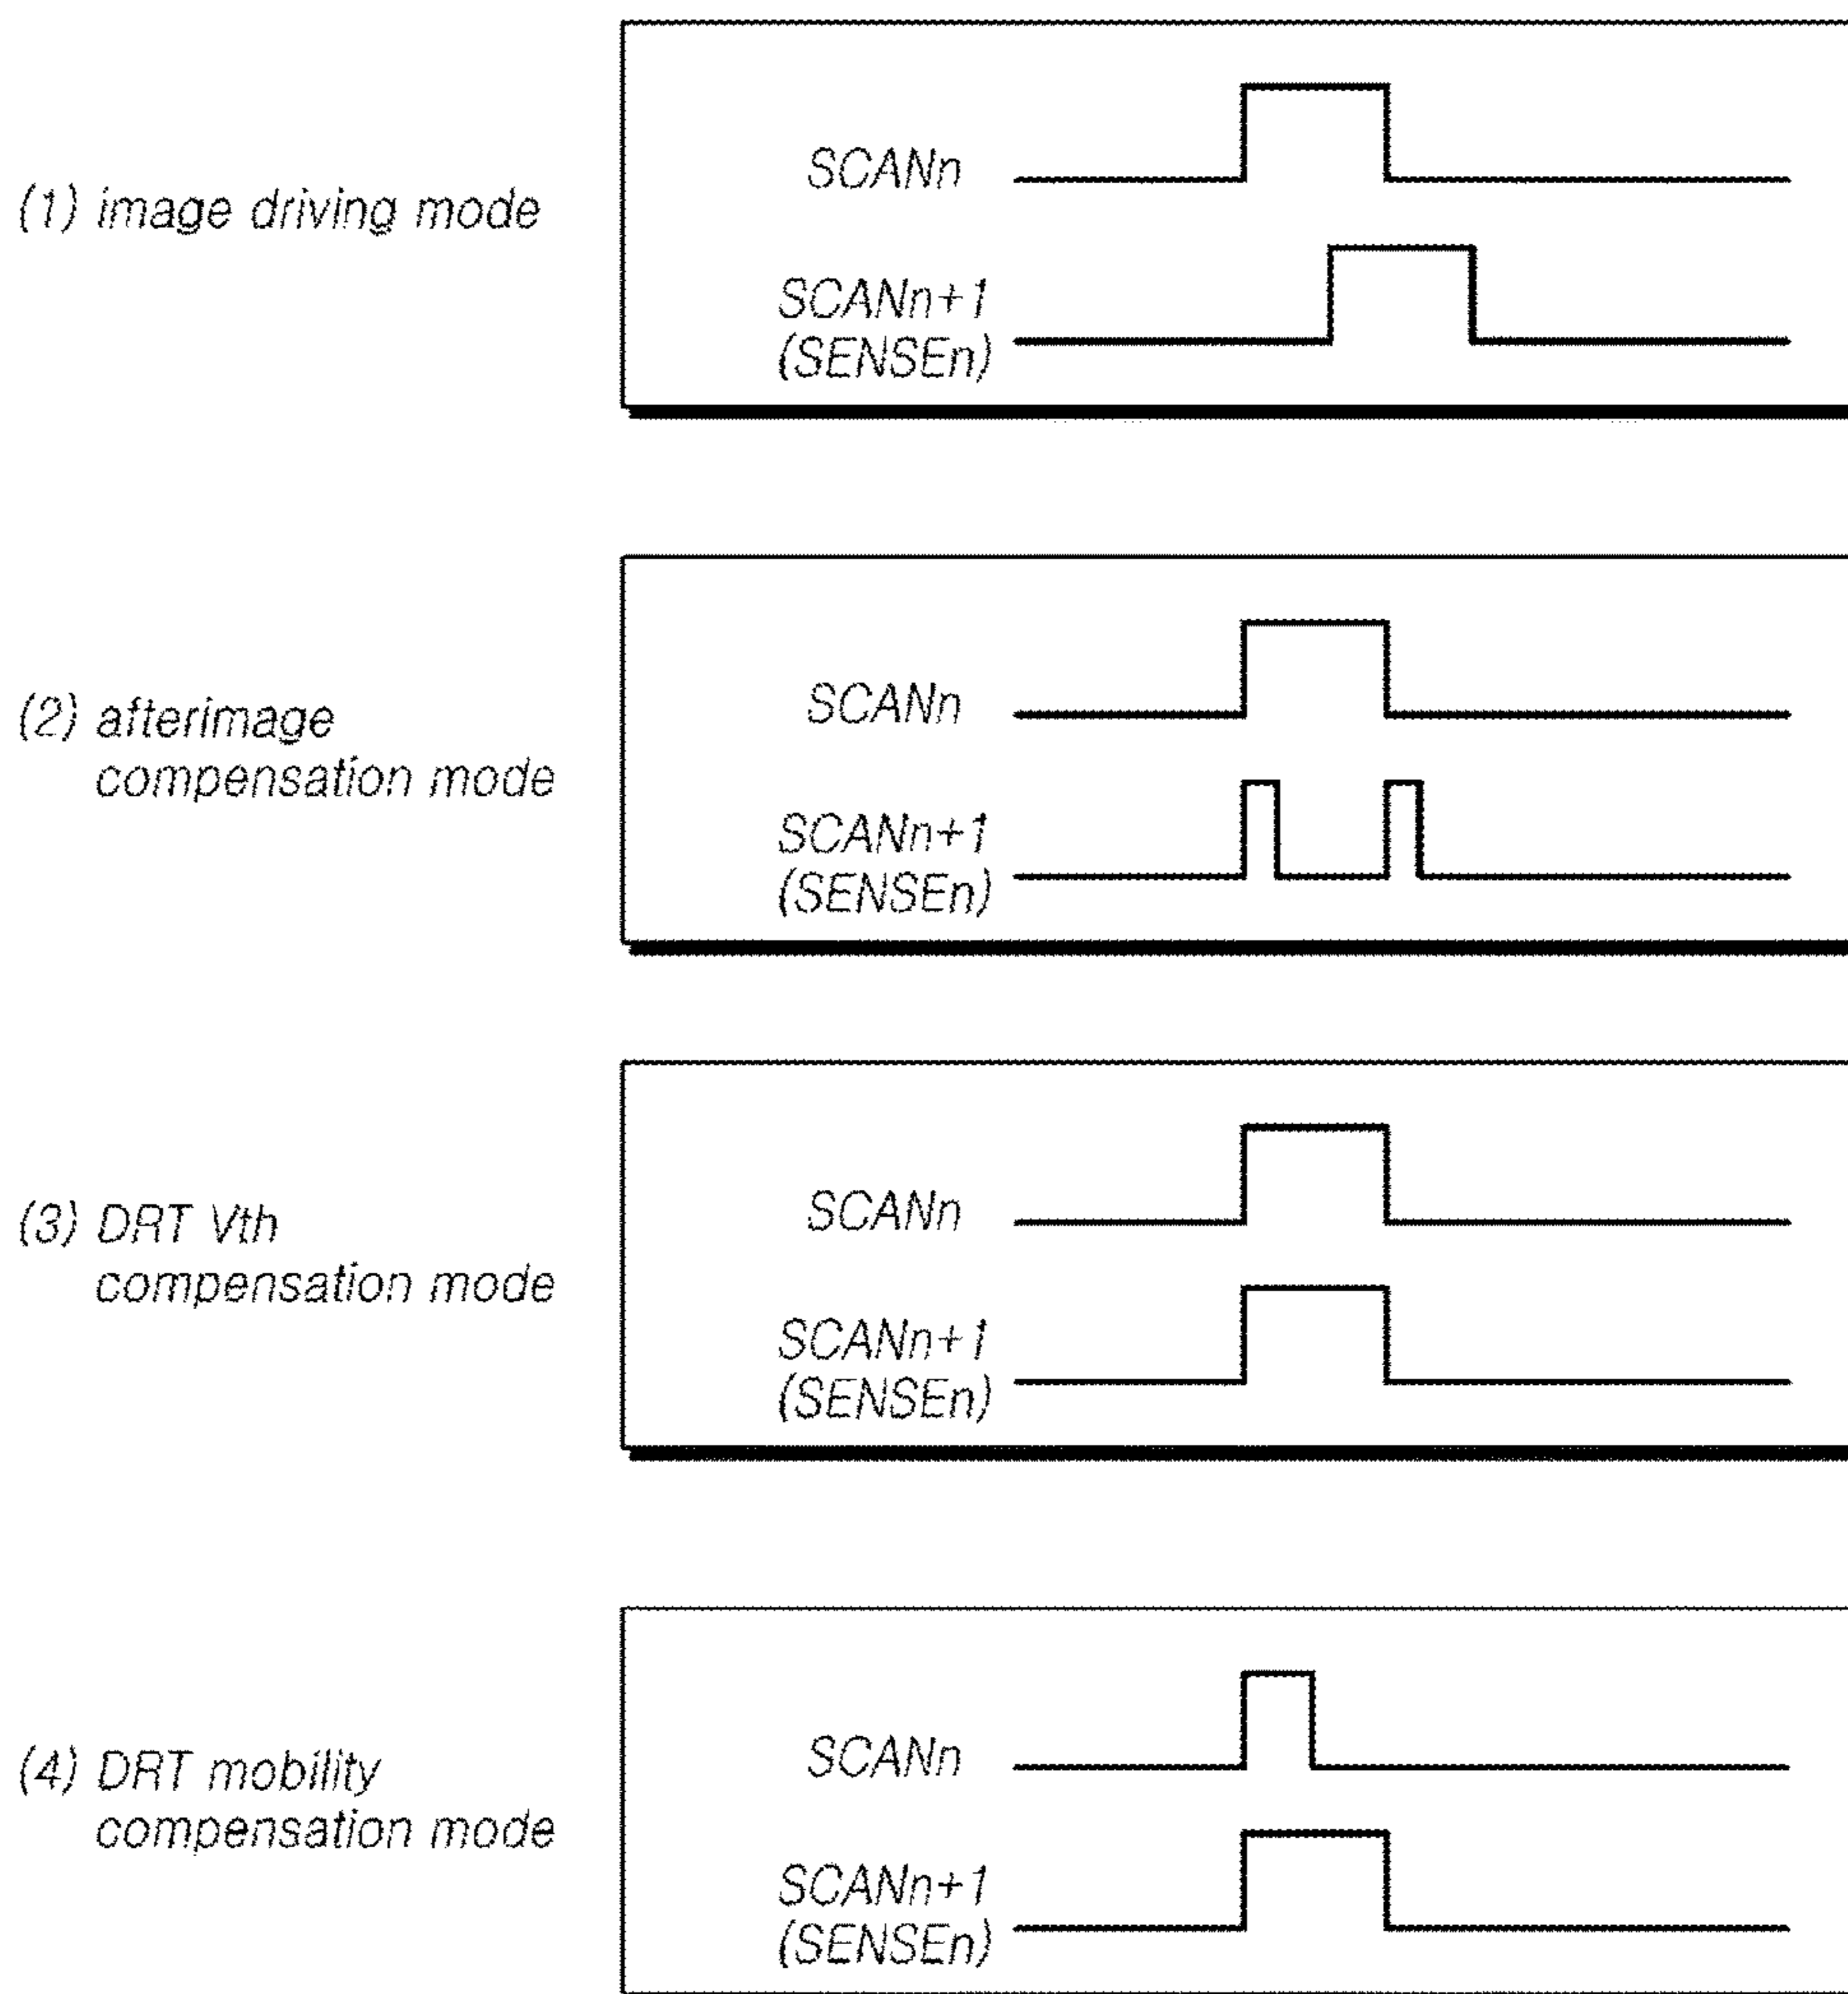 (1) image driving mode
SCANn
SCANn+1
(SENSEn)
(2) afterimage
compensation mode
SCANn
SCANn+1
(SENSEn)
(3) DRT Vth
compensation mode
SCANn
SCANn+1
(SENSEn)
(4) DRT mobility
compensation mode
SCANn
SCANn+1
(SENSEn)